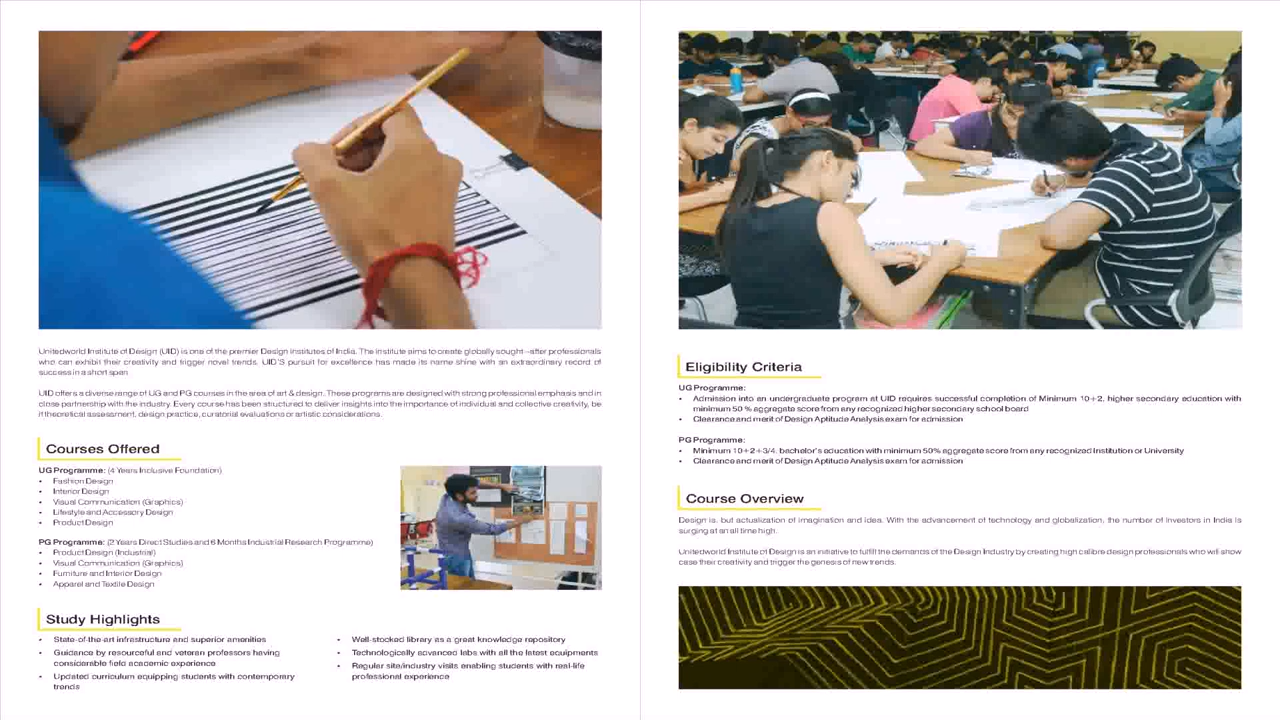 Unitedworld Institute of Design (UID) is one of the premier Design institutes of India. The institute aims to create globally sought-after professionals
who can exhibit their creativity and trigger novel trends. UID'S pursuit for excellence has made its name shine with an extraordinary record of
success in a short span
UID offers a diverse range of UG and PG courses in the area of art & design. These programs are designed with strong professional emphasis and in
close partnership with the industry. Every course has been structured to deliver insights into the importance of individual and collective creativity, be
it theoretical assessment, design practice, curatorial evaluations or artistic considerations.
Courses Offered
UG Programme: (4 Years Inclusive Foundation)
• Fashion Design
• Interior Design
• Visual Communication (Graphics)
• Lifestyle and Accessory Design
• Product Design
PG Programme: (2 Years Direct Studies and 6 Months Industrial Research Programme)
• Product Design (Industrial)
• Visual Communication (Graphics)
• Furniture and Interior Design
• Apparel and Textile Design
Study Highlights
• State-of-the-art infrastructure and superior amenities
• Guidance by resourceful and veteran professors having
considerable field academic experience
• Updated curriculum equipping students with contemporary
trends
• Well-stocked library as a great knowledge repository
• Technologically advanced labs with all the latest equipments
• Regular site/industry visits enabling students with real-life
professional experience
Eligibility Criteria
UG Programme:
• Admission into an undergraduate program at UID requires successful completion of Minimum 10+2, higher secondary education with
minimum 50 % aggregate score from any recognized higher secondary school board
• Clearance and merit of Design Aptitude Analysis exam for admission
PG Programme:
• Minimum 10+2+3/4, bachelor's education with minimum 50% aggregate score from any recognized Institution or University
• Clearance and merit of Design Aptitude Analysis exam for admission
Course Overview
Design is, but actualization of imagination and idea. With the advancement of technology and globalization, the number of investors in India is
surging at an all time high.
Unitedworld Institute of Design is an initiative to fulfill the demands of the Design Industry by creating high calibre design professionals who will show
case their creativity and trigger the genesis of new trends.